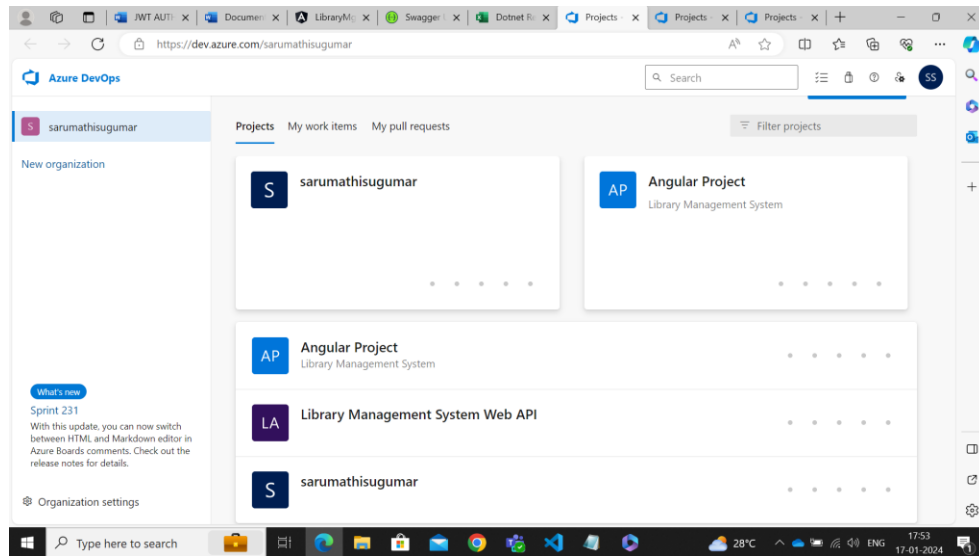 JWT AUTH
Documen
LibraryMg
Swagger U
Dotnet Re
Projects -
Projects -
Projects -
https://dev.azure.com/sarumathisugumar
Azure DevOps
Search
SS
S
sarumathisugumar
New organization
Projects
My work items
My pull requests
Filter projects
S
sarumathisugumar
AP
Angular Project
Library Management System
AP
Angular Project
Library Management System
LA
Library Management System Web API
S
sarumathisugumar
What's new
Sprint 231
With this update, you can now switch
between HTML and Markdown editor in
Azure Boards comments. Check out the
release notes for details.
Organization settings
Type here to search
28°C
ENG
17:53
17-01-2024